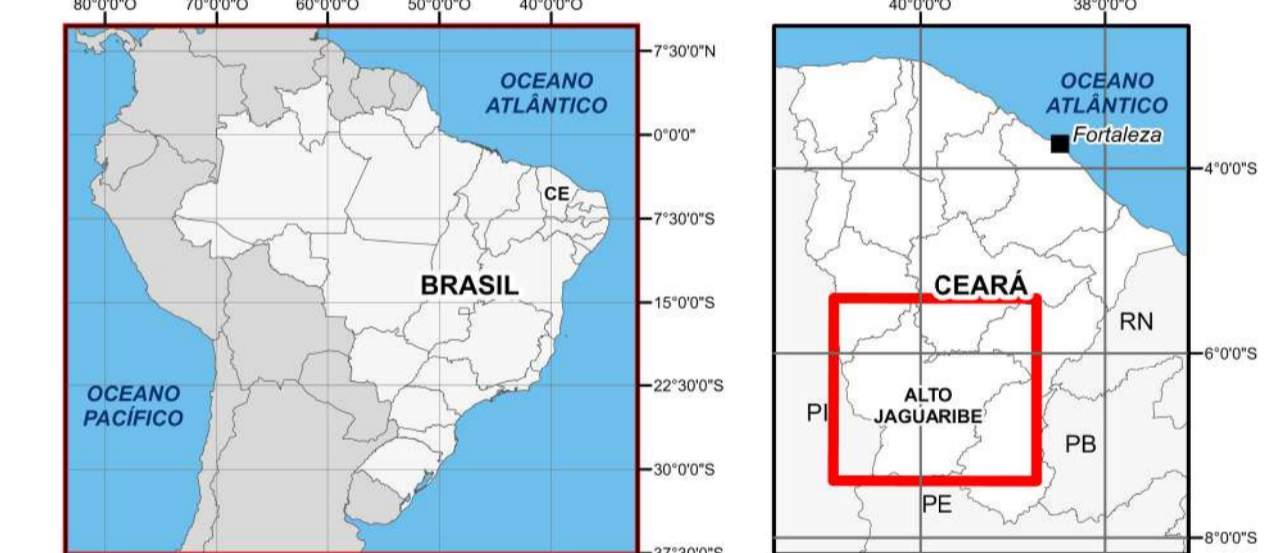 80°0'0"O 70°0'0"O 60°0'0"O 50°0'0"O 40°0'0"O
7°30'0"N
OCEANO
ATLÂNTICO
0°0'0"
CE
7°30'0"S
BRASIL
15°0'0"S
OCEANO
PACÍFICO
22°30'0"S
30°0'0"S
37°30'0"S
40°0'0"O 38°0'0"O
OCEANO
ATLÂNTICO
Fortaleza
4°0'0"S
CEARÁ
RN
6°0'0"S
ALTO
JAGUARIBE
PI
PB
PE
8°0'0"S